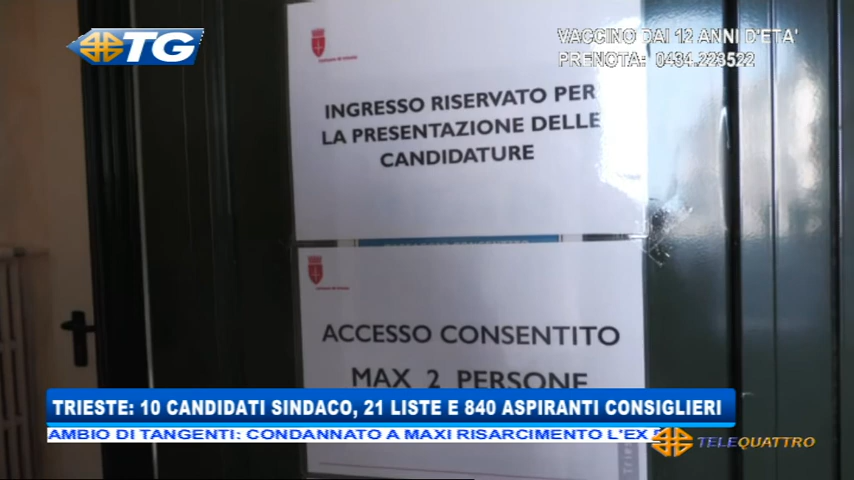 TG
VACCINO DAI 12 ANNI D'ETA'
PRENOTA: 0434.223522
INGRESSO RISERVATO PER
LA PRESENTAZIONE DELLE
CANDIDATURE
ACCESSO CONSENTITO
MAX 2 PERSONE
TRIESTE: 10 CANDIDATI SINDACO, 21 LISTE E 840 ASPIRANTI CONSIGLIERI
AMBIO DI TANGENTI: CONDANNATO A MAXI RISARCIMENTO L'EX
TELEQUATTRO